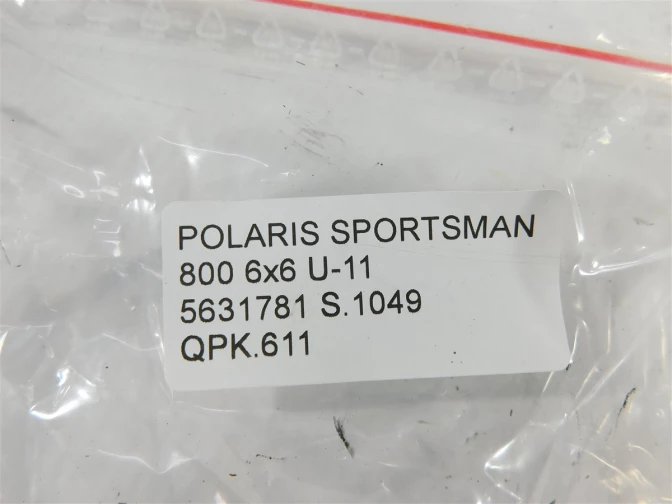 POLARIS SPORTSMAN
800 6x6 U-11
5631781 S.1049
QPK.611